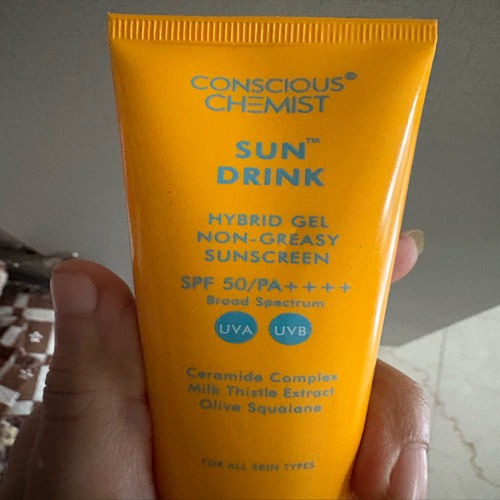 CONSCIOUS®
CHEMIST
SUN™
DRINK
HYBRID GEL
NON-GREASY
SUNSCREEN
SPF 50/PA++++
Broad Spectrum
UVA UVB
Ceramide Complex
Milk Thistle Extract
Olive Squalane
FOR ALL SKIN TYPES